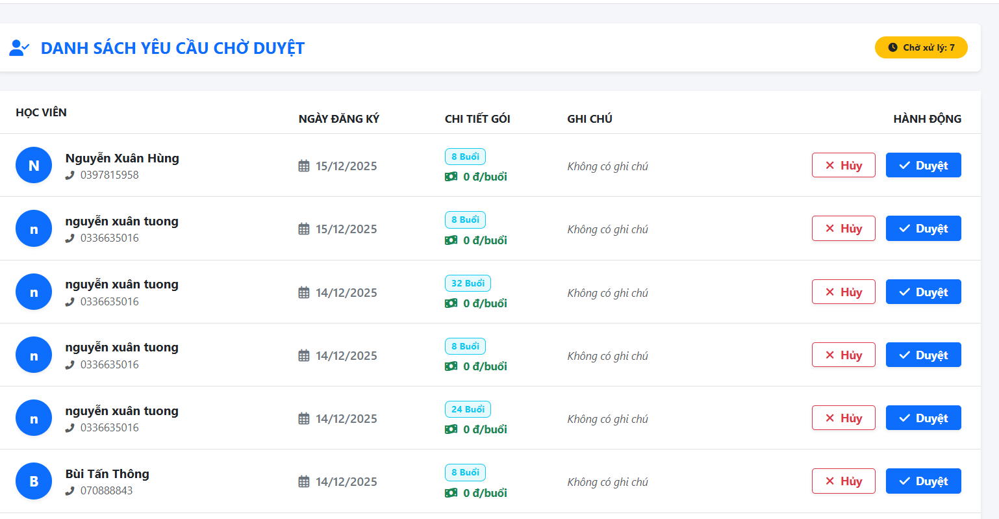 DANH SÁCH YÊU CẦU CHỜ DUYỆT
Chờ xử lý: 7
HỌC VIÊN
NGÀY ĐĂNG KÝ
CHI TIẾT GÓI
GHI CHÚ
HÀNH ĐỘNG
N
Nguyễn Xuân Hùng
0397815958
15/12/2025
8 Buổi
0 đ/buổi
Không có ghi chú
Hủy
Duyệt
n
nguyễn xuân tuong
0336635016
15/12/2025
8 Buổi
0 đ/buổi
Không có ghi chú
Hủy
Duyệt
n
nguyễn xuân tuong
0336635016
14/12/2025
32 Buổi
0 đ/buổi
Không có ghi chú
Hủy
Duyệt
n
nguyễn xuân tuong
0336635016
14/12/2025
8 Buổi
0 đ/buổi
Không có ghi chú
Hủy
Duyệt
n
nguyễn xuân tuong
0336635016
14/12/2025
24 Buổi
0 đ/buổi
Không có ghi chú
Hủy
Duyệt
B
Bùi Tấn Thông
070888843
14/12/2025
8 Buổi
0 đ/buổi
Không có ghi chú
Hủy
Duyệt